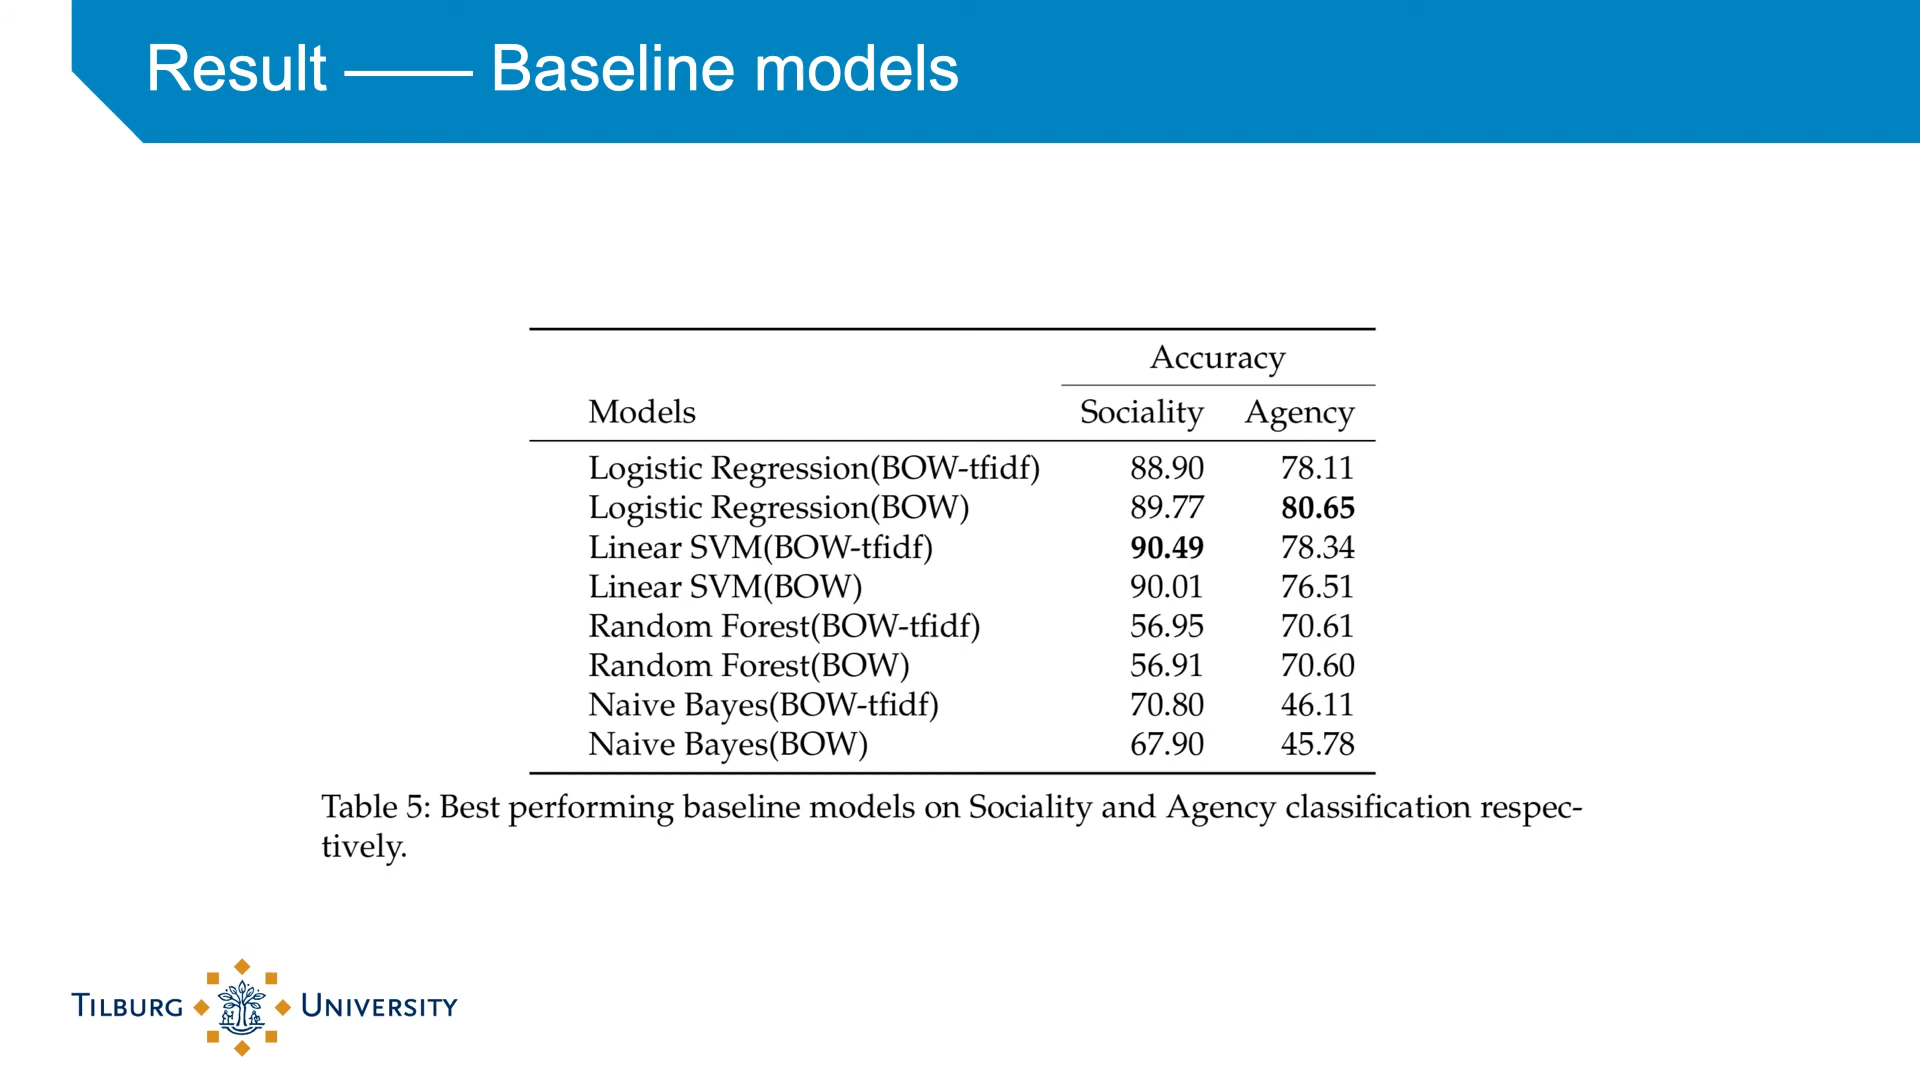 Result —— Baseline models
Accuracy
Models Sociality Agency
Logistic Regression(BOW-tfidf) 88.90 78.11
Logistic Regression(BOW) 89.77 80.65
Linear SVM(BOW-tfidf) 90.49 78.34
Linear SVM(BOW) 90.01 76.51
Random Forest(BOW-tfidf) 56.95 70.61
Random Forest(BOW) 56.91 70.60
Naive Bayes(BOW-tfidf) 70.80 46.11
Naive Bayes(BOW) 67.90 45.78
Table 5: Best performing baseline models on Sociality and Agency classification respec-
tively.
TILBURG UNIVERSITY